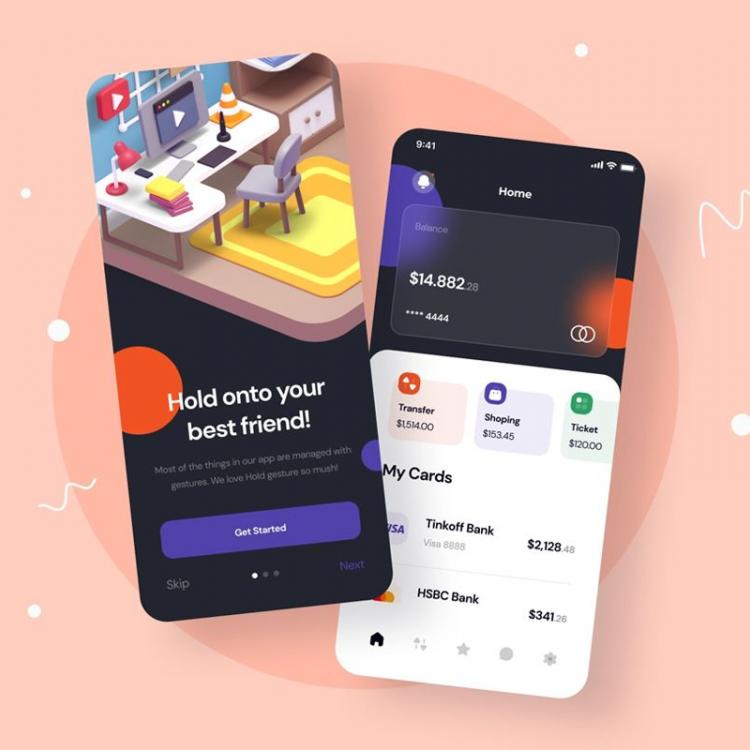 Hold onto your
best friend!
Most of the things in our app are managed with
gestures. We love Hold gesture so much!
Get Started
Skip
Next
9:41
Home
Balance
$14.882.28
**** 4444
Transfer
$1,514.00
Shoping
$153.45
Ticket
$120.00
My Cards
VISA
Tinkoff Bank
Visa 8888
$2,128.48
HSBC Bank
$341.26